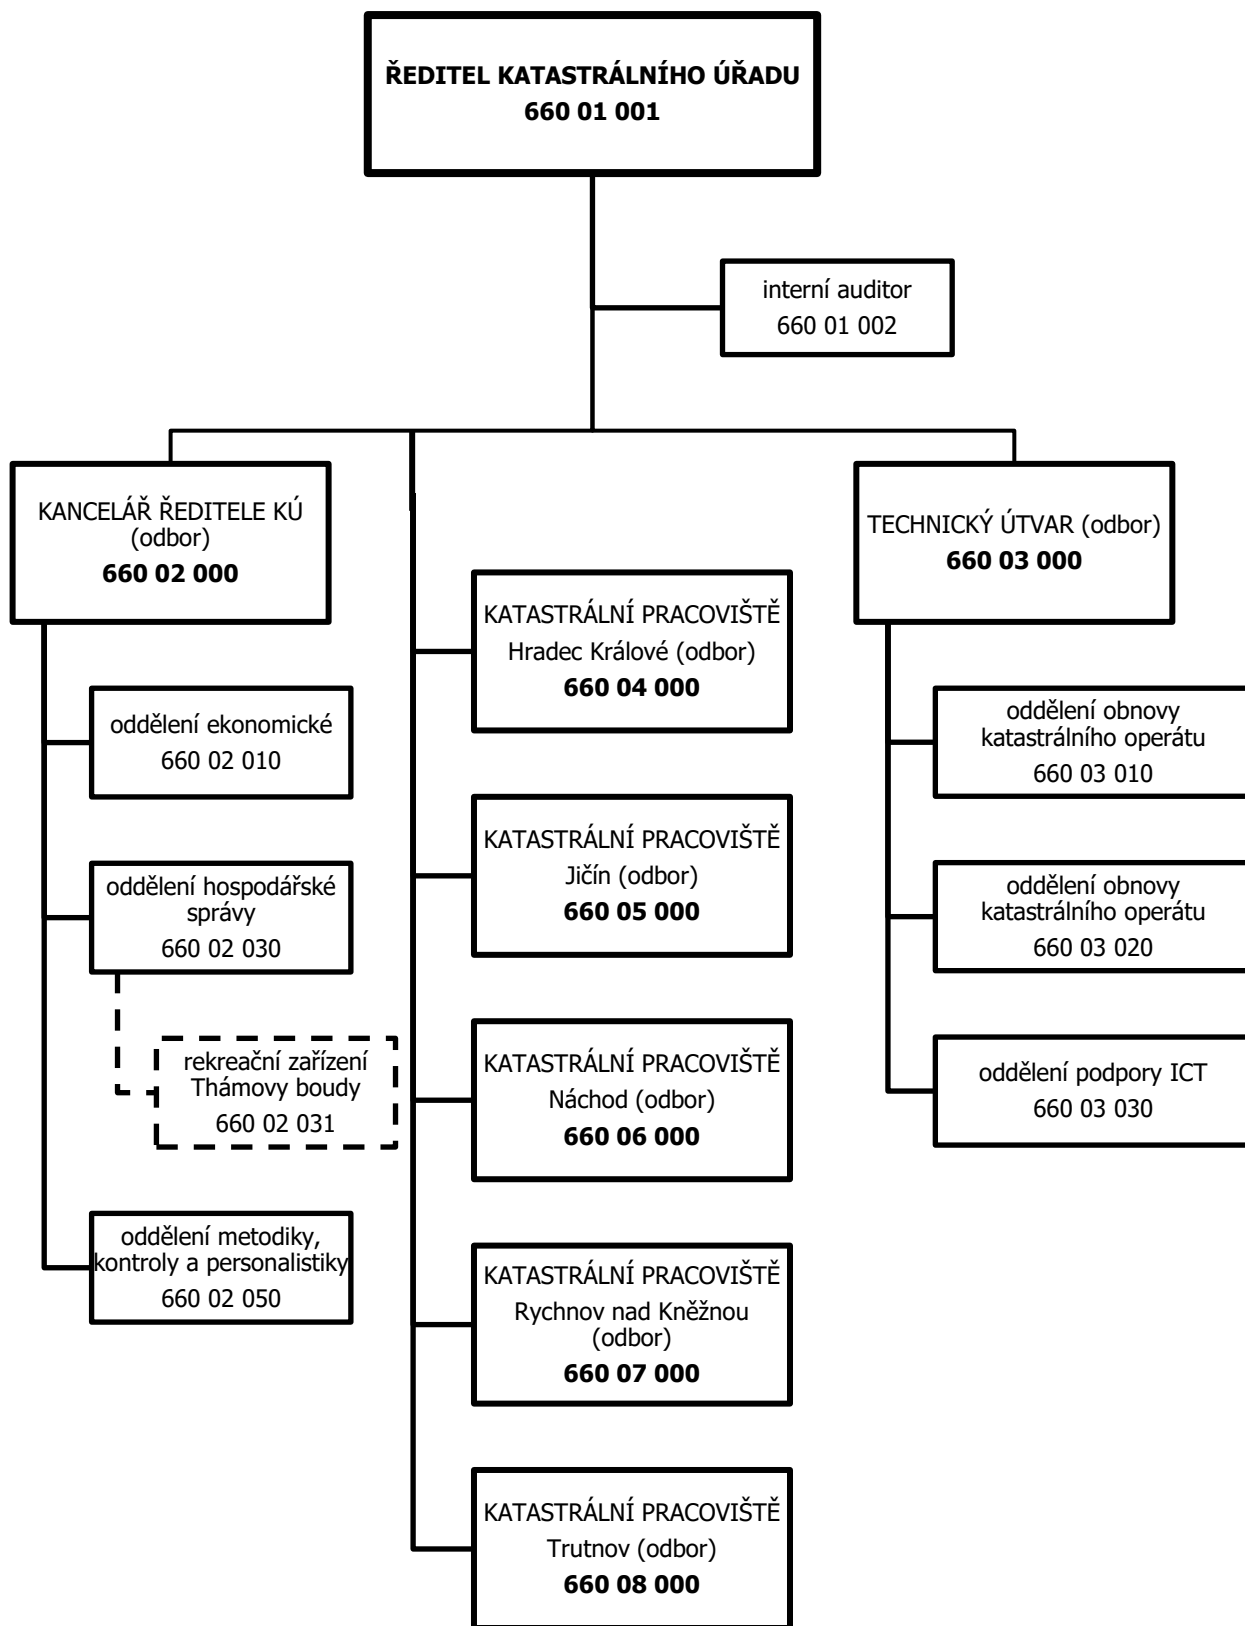 ŘEDITEL KATASTRÁLNÍHO ÚŘADU
660 01 001
interní auditor
660 01 002
KANCELÁŘ ŘEDITELE KÚ
(odbor)
660 02 000
oddělení ekonomické
660 02 010
oddělení hospodářské
správy
660 02 030
rekreační zařízení
Thámovy boudy
660 02 031
oddělení metodiky,
kontroly a personalistiky
660 02 050
KATASTRÁLNÍ PRACOVIŠTĚ
Hradec Králové (odbor)
660 04 000
KATASTRÁLNÍ PRACOVIŠTĚ
Jičín (odbor)
660 05 000
KATASTRÁLNÍ PRACOVIŠTĚ
Náchod (odbor)
660 06 000
KATASTRÁLNÍ PRACOVIŠTĚ
Rychnov nad Kněžnou
(odbor)
660 07 000
KATASTRÁLNÍ PRACOVIŠTĚ
Trutnov (odbor)
660 08 000
TECHNICKÝ ÚTVAR (odbor)
660 03 000
oddělení obnovy
katastrálního operátu
660 03 010
oddělení obnovy
katastrálního operátu
660 03 020
oddělení podpory ICT
660 03 030